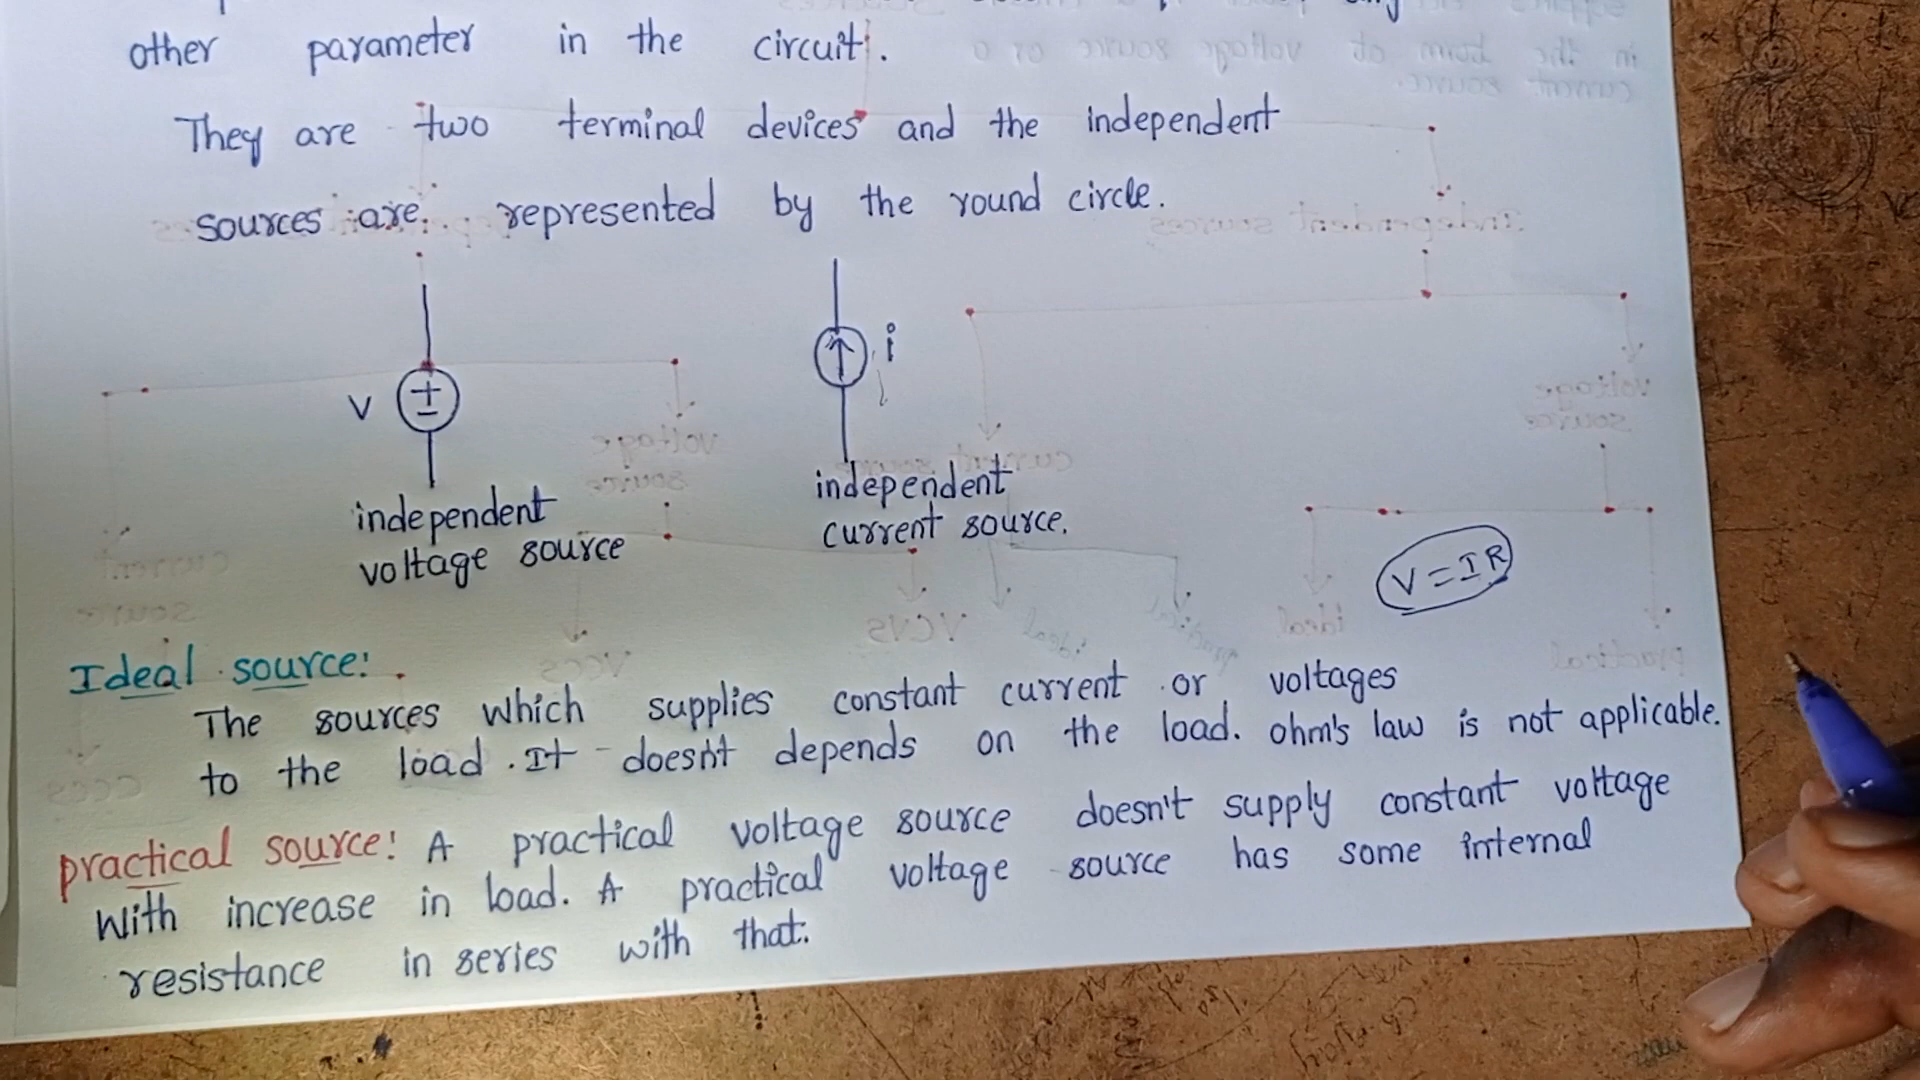 other parameter in the circuit.
They are two terminal devices and the independent
sources are represented by the round circle.
V
+
-
i
independent
voltage source
independent
current source.
V = IR
Ideal source:
The sources which supplies constant current or voltages
to the load. It doesn't depends on the load. ohm's law is not applicable.
practical source: A practical voltage source doesn't supply constant voltage
With increase in load. A practical voltage source has some internal
resistance in series with that.